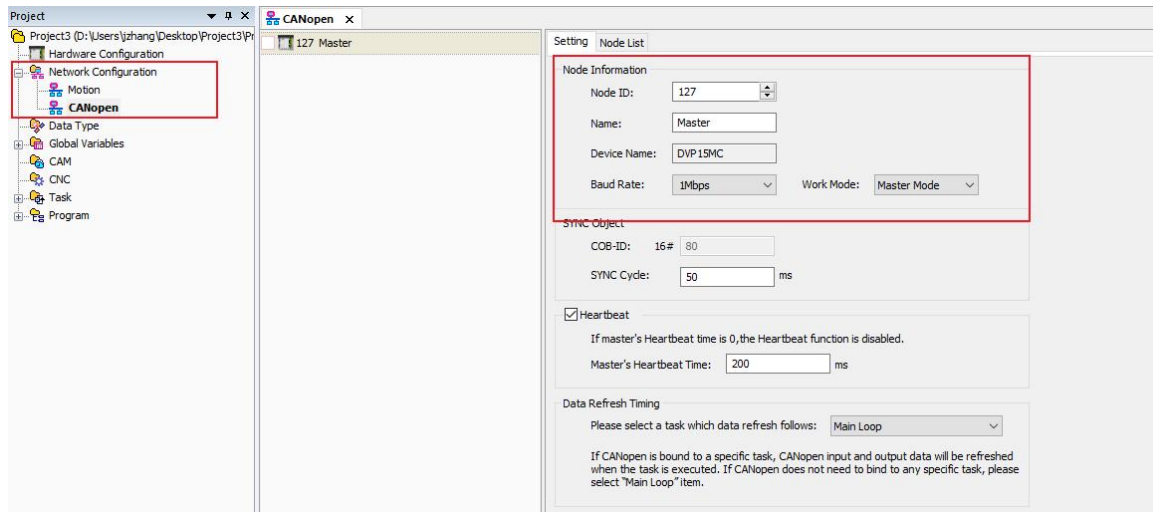 Project
Project3 (D:\Users\jzhang\Desktop\Project3\Pr
Hardware Configuration
Network Configuration
Motion
CANopen
Data Type
Global Variables
CAM
CNC
Task
Program
CANopen x
127 Master
Setting Node List
Node Information
Node ID: 127
Name: Master
Device Name: DVP15MC
Baud Rate: 1Mbps Work Mode: Master Mode
SYNC Object
COB-ID: 16# 80
SYNC Cycle: 50 ms
Heartbeat
If master's Heartbeat time is 0,the Heartbeat function is disabled.
Master's Heartbeat Time: 200 ms
Data Refresh Timing
Please select a task which data refresh follows: Main Loop
If CANopen is bound to a specific task, CANopen input and output data will be refreshed
when the task is executed. If CANopen does not need to bind to any specific task, please
select "Main Loop" item.